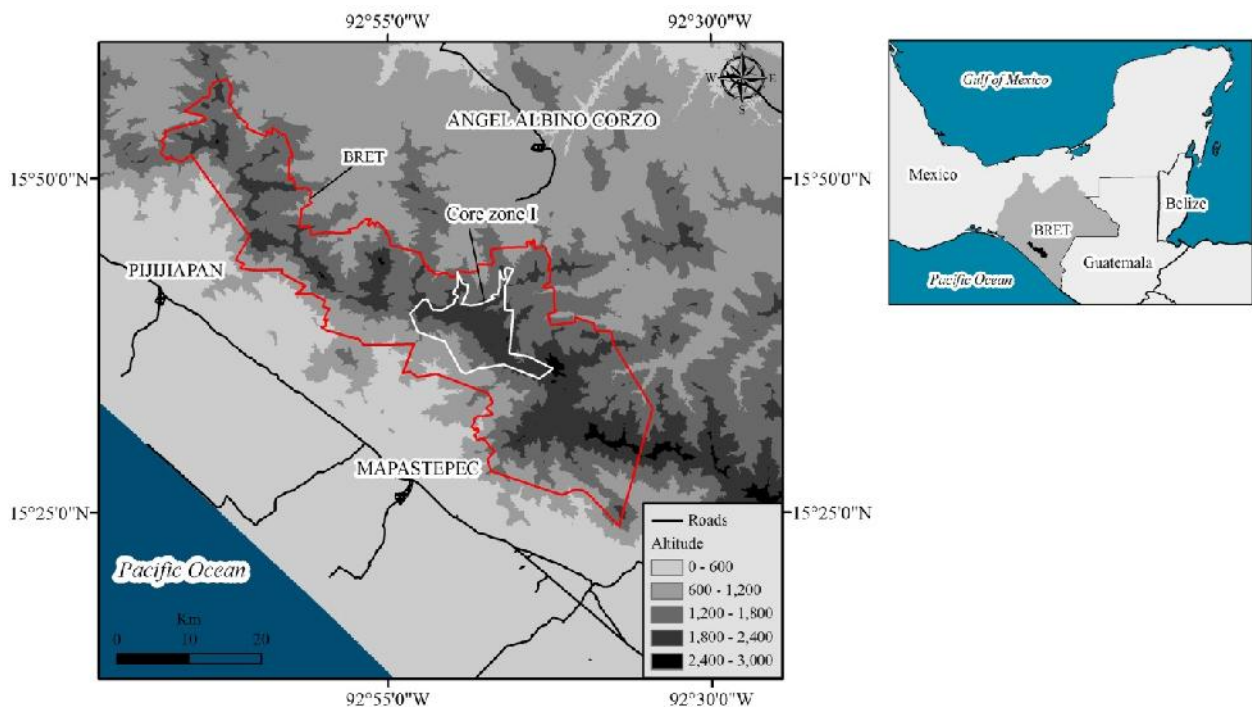 92°55'0"W
92°30'0"W
N
W
E
S
ANGEL ALBINO CORZO
BRET
15°50'0"N
15°50'0"N
Core zone I
PIJIJIAPAN
MAPASTEPEC
15°25'0"N
15°25'0"N
Pacific Ocean
Km
0
10
20
Roads
Altitude
0 - 600
600 - 1,200
1,200 - 1,800
1,800 - 2,400
2,400 - 3,000
92°55'0"W
92°30'0"W
Gulf of Mexico
Mexico
Belize
BRET
Guatemala
Pacific Ocean